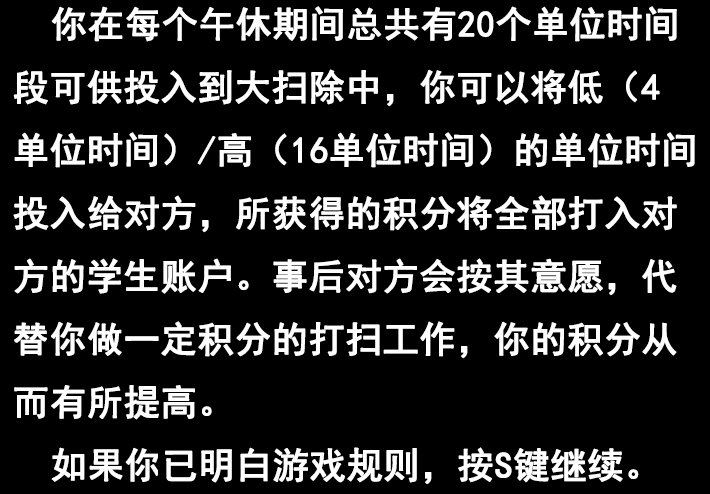 你在每个午休期间总共有20个单位时间
段可供投入到大扫除中，你可以将低（4
单位时间）/高（16单位时间）的单位时间
投入给对方，所获得的积分将全部打入对
方的学生账户。事后对方会按其意愿，代
替你做一定积分的打扫工作，你的积分从
而有所提高。
如果你已明白游戏规则，按S键继续。